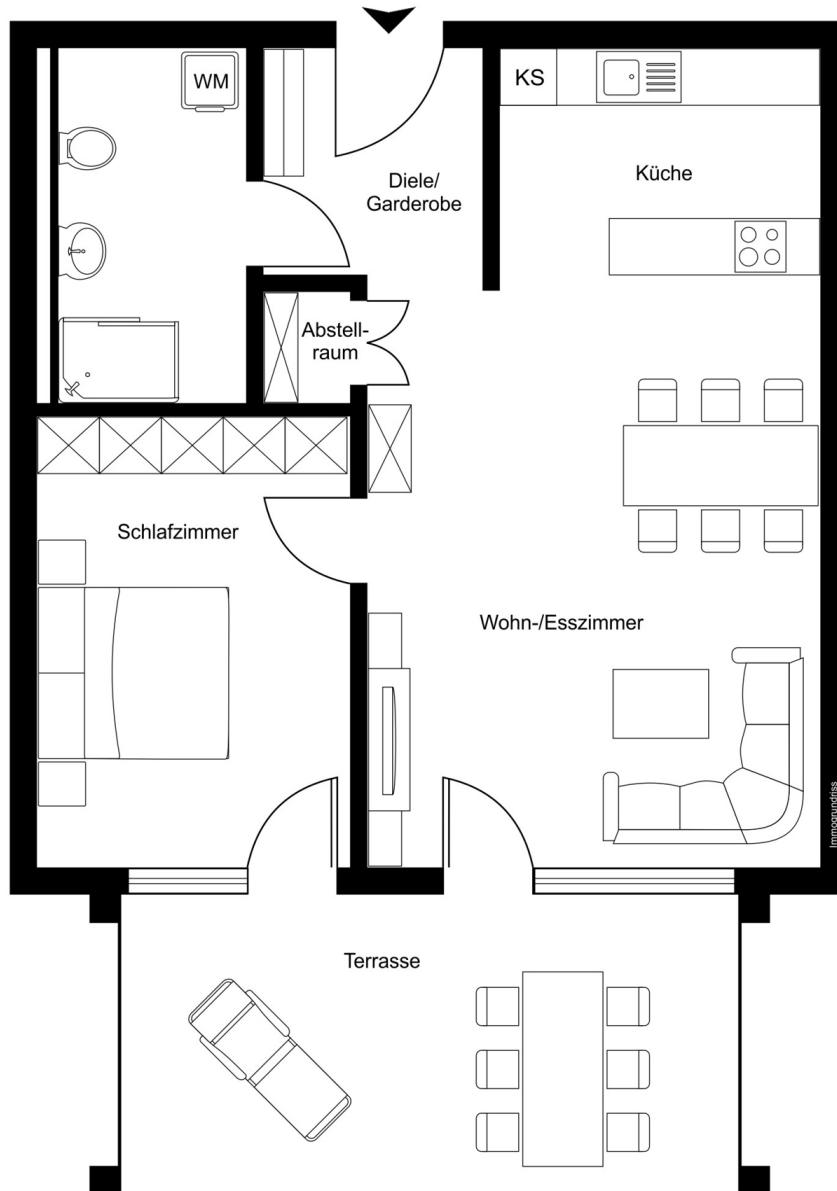 WM
KS
Diele/
Garderobe
Küche
Abstell-
raum
Schlafzimmer
Wohn-/Esszimmer
Immogrundriss
Terrasse